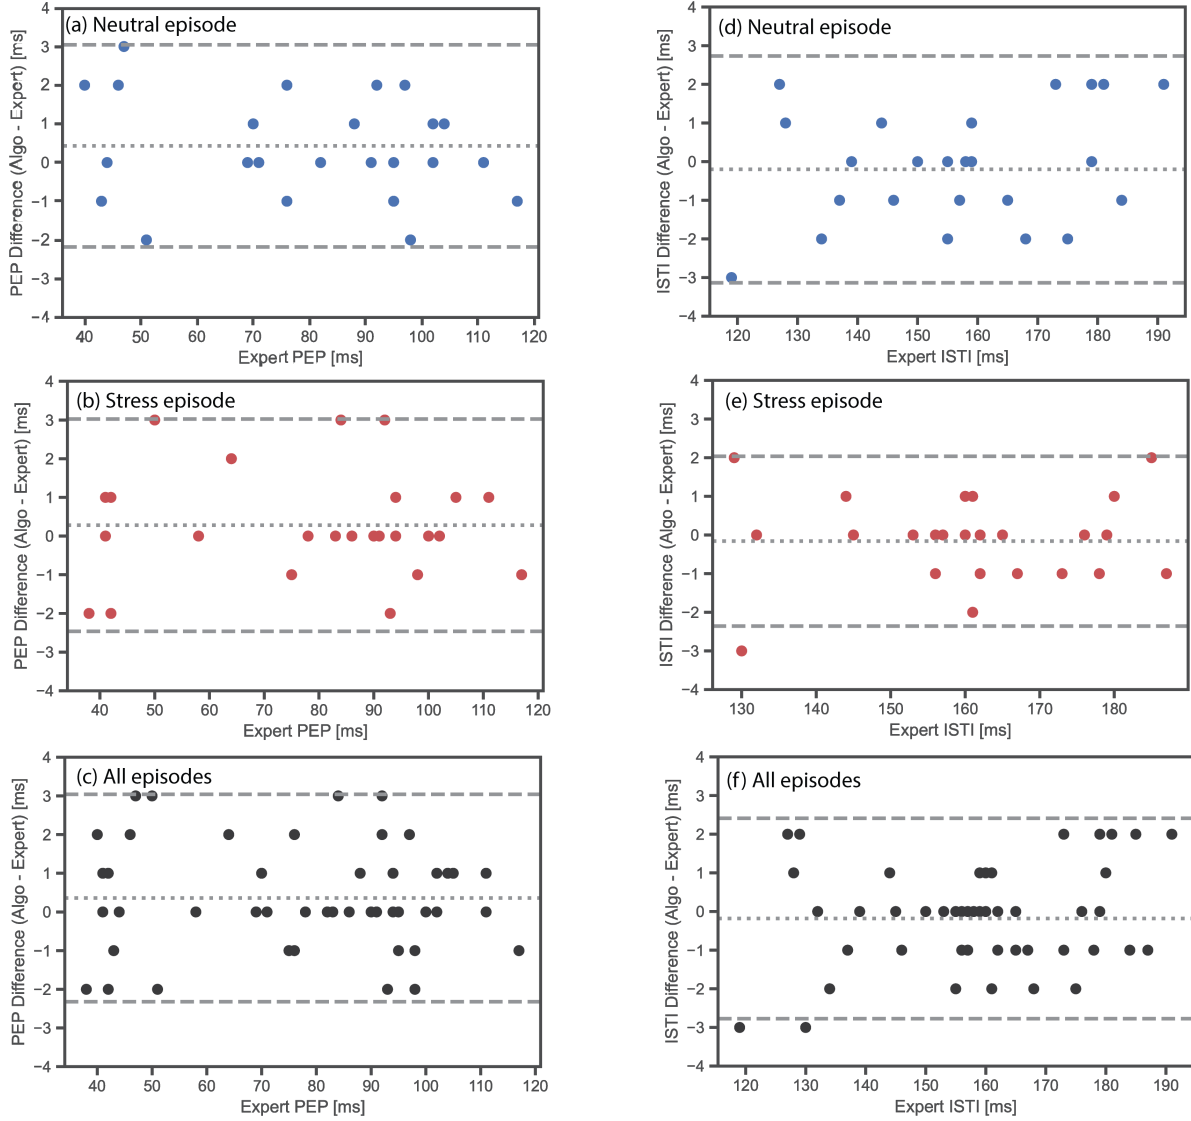 (a) Neutral episode
PEP Difference (Algo - Expert) [ms]
4
3
2
1
0
−1
−2
−3
−4
40 50 60 70 80 90 100 110 120
Expert PEP [ms]
(d) Neutral episode
ISTI Difference (Algo - Expert) [ms]
4
3
2
1
0
−1
−2
−3
−4
120 130 140 150 160 170 180 190
Expert ISTI [ms]
(b) Stress episode
PEP Difference (Algo - Expert) [ms]
4
3
2
1
0
−1
−2
−3
−4
40 50 60 70 80 90 100 110 120
Expert PEP [ms]
(e) Stress episode
ISTI Difference (Algo - Expert) [ms]
4
3
2
1
0
−1
−2
−3
−4
130 140 150 160 170 180
Expert ISTI [ms]
(c) All episodes
PEP Difference (Algo - Expert) [ms]
4
3
2
1
0
−1
−2
−3
−4
40 50 60 70 80 90 100 110 120
Expert PEP [ms]
(f) All episodes
ISTI Difference (Algo - Expert) [ms]
4
3
2
1
0
−1
−2
−3
−4
120 130 140 150 160 170 180 190
Expert ISTI [ms]